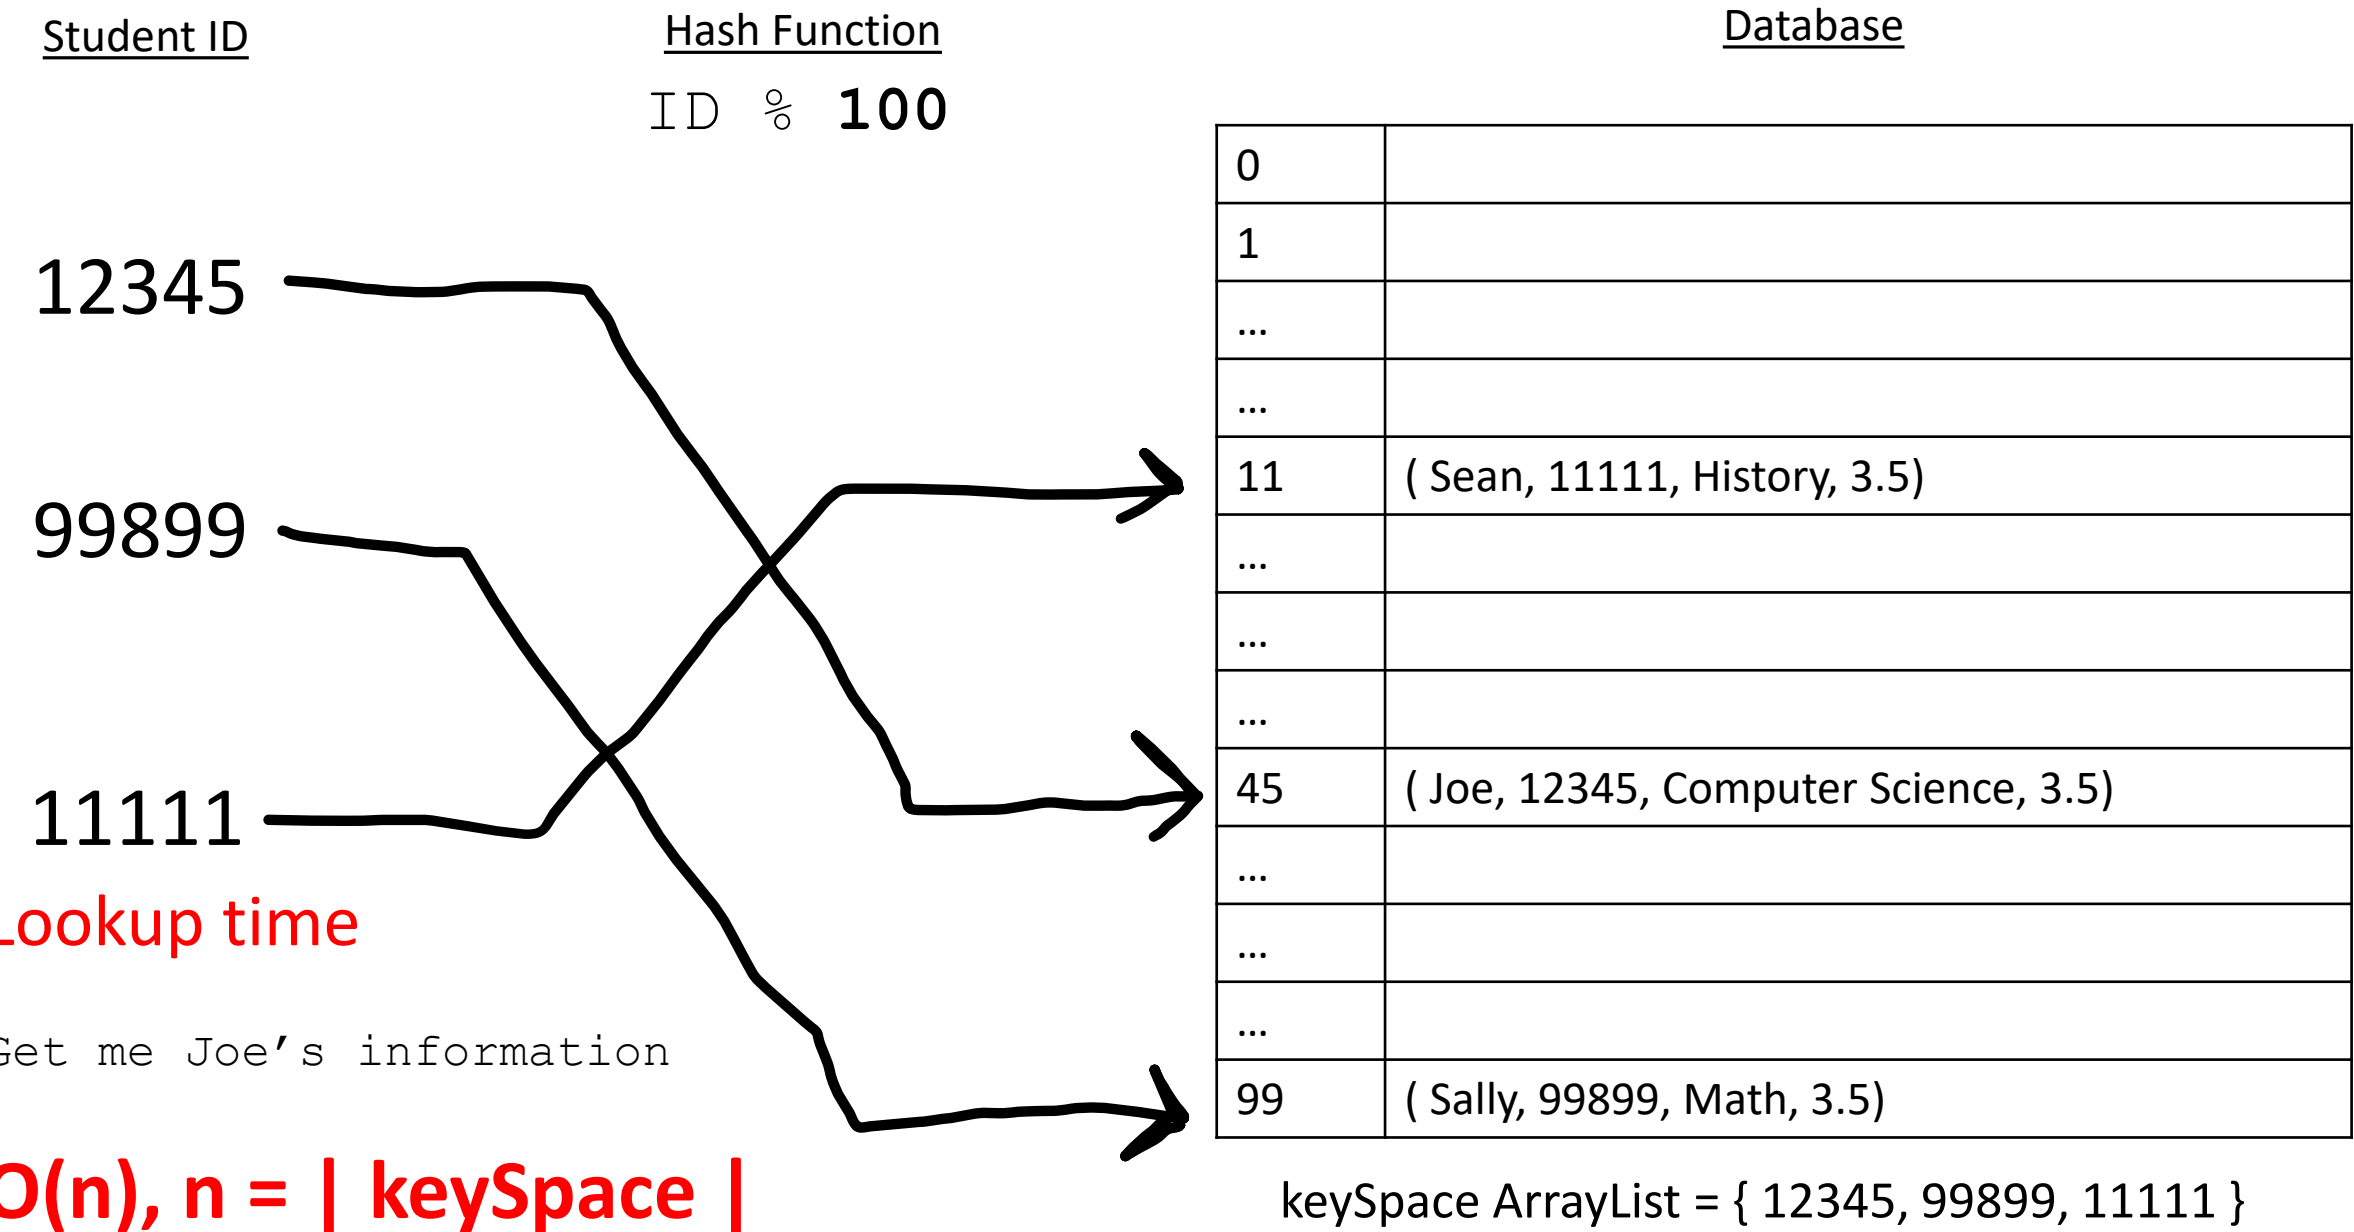 Student ID
Hash Function
Database
ID % 100
12345
99899
11111
0
1
...
...
11 ( Sean, 11111, History, 3.5)
...
...
...
45 ( Joe, 12345, Computer Science, 3.5)
...
...
...
99 ( Sally, 99899, Math, 3.5)
Lookup time
Get me Joe’s information
O(n), n = | keySpace |
keySpace ArrayList = { 12345, 99899, 11111 }